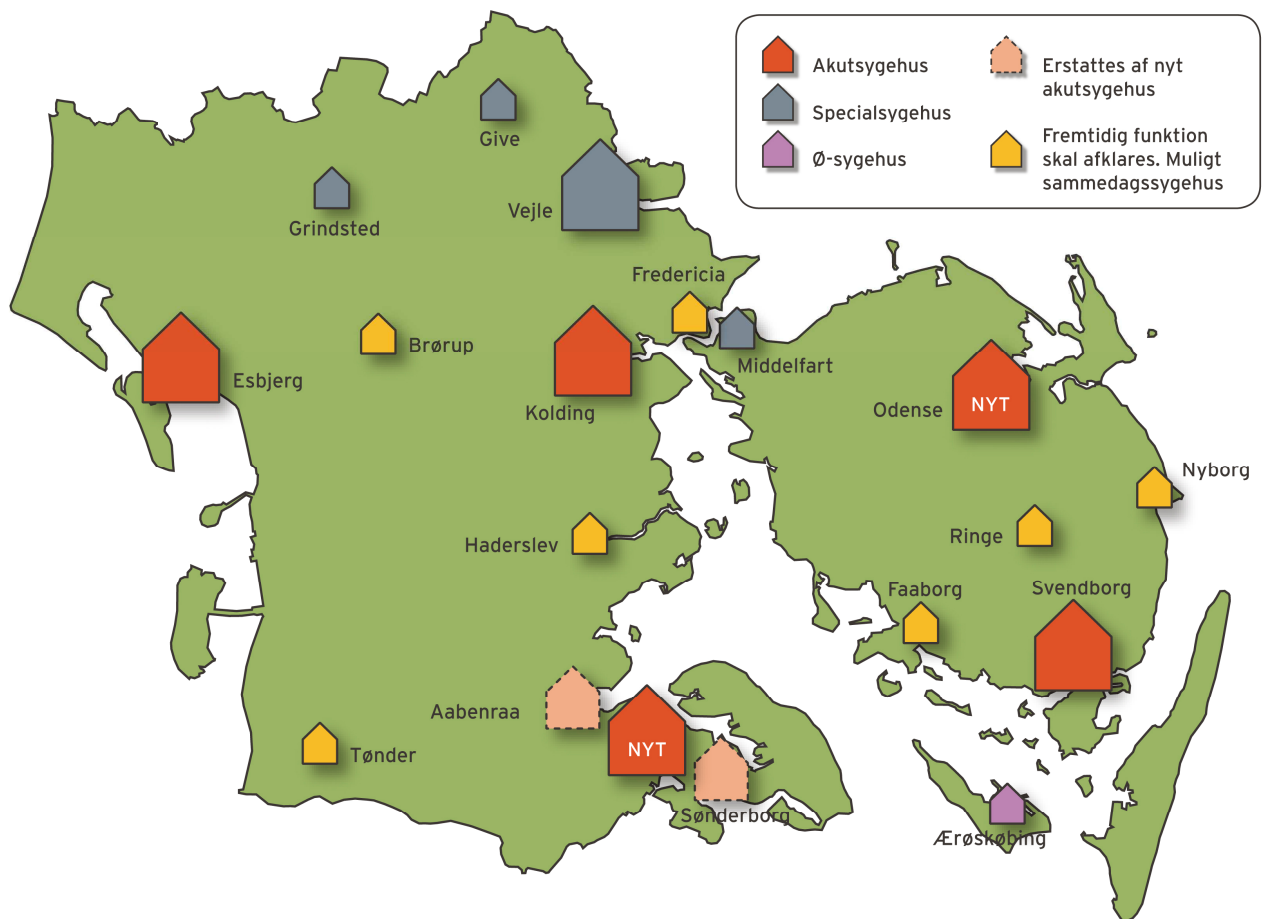 Akutsygehus
Specialsygehus
Ø-sygehus
Erstattes af nyt
akutsygehus
Fremtidig funktion
skal afklares. Muligt
sammedagssygehus
Give
Grindsted
Vejle
Fredericia
Middelfart
Brørup
Esbjerg
Kolding
Odense
NYT
Nyborg
Ringe
Haderslev
Faaborg
Svendborg
Aabenraa
NYT
Tønder
Sønderborg
Ærøskøbing